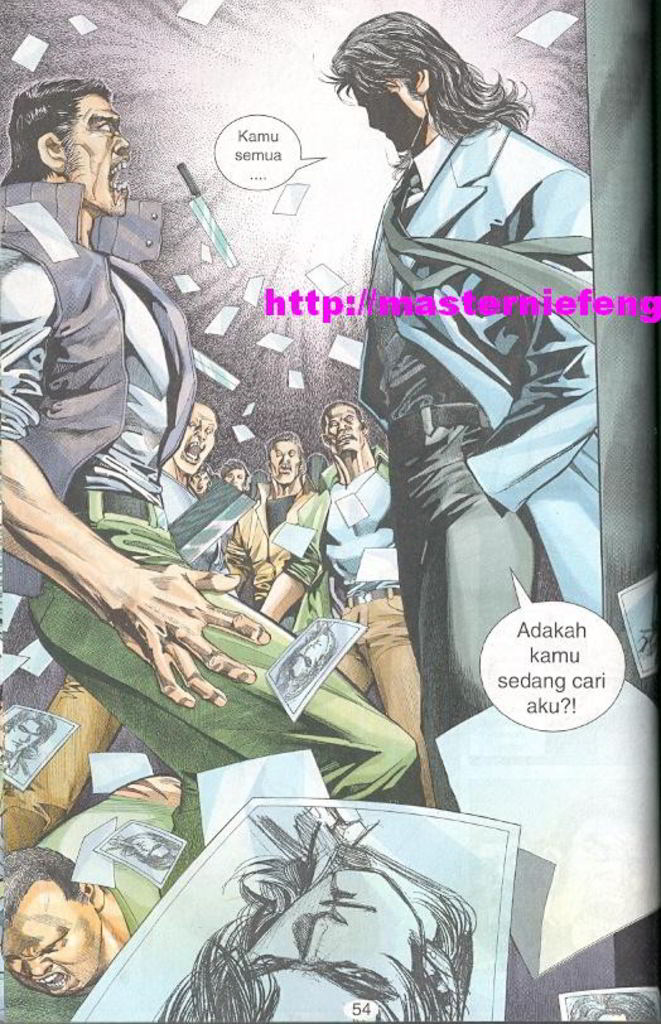 Kamu
semua
....
http://masterniefeng
Adakah
kamu
sedang cari
aku?!
54